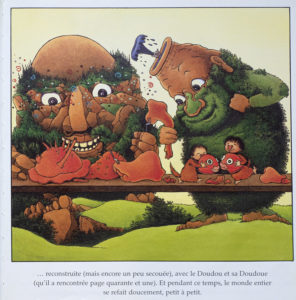 ... reconstruite (mais encore un peu secouée), avec le Doudou et sa Doudoue
(qu'il a rencontrée page quarante et une). Et pendant ce temps, le monde entier
se refait doucement, petit à petit.